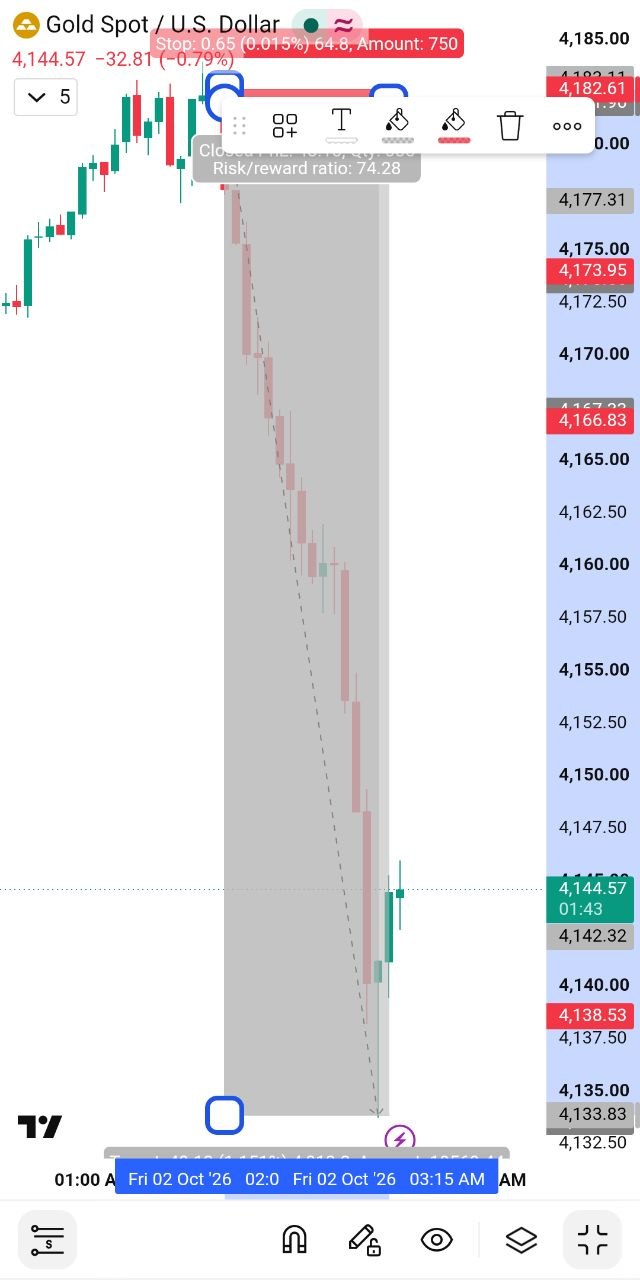 Gold Spot / U.S. Dollar
Stop: 0.65 (0.015%) 64.8, Amount: 750
4,144.57 −32.81 (−0.79%)
5
T
Risk/reward ratio: 74.28
4,185.00
4,182.61
4,177.31
4,175.00
4,173.95
4,172.50
4,170.00
4,166.83
4,165.00
4,162.50
4,160.00
4,157.50
4,155.00
4,152.50
4,150.00
4,147.50
4,144.57
01:43
4,142.32
4,140.00
4,138.53
4,137.50
4,135.00
4,133.83
4,132.50
01:00 A
Fri 02 Oct '26 02:0
Fri 02 Oct '26 03:15 AM
AM
S